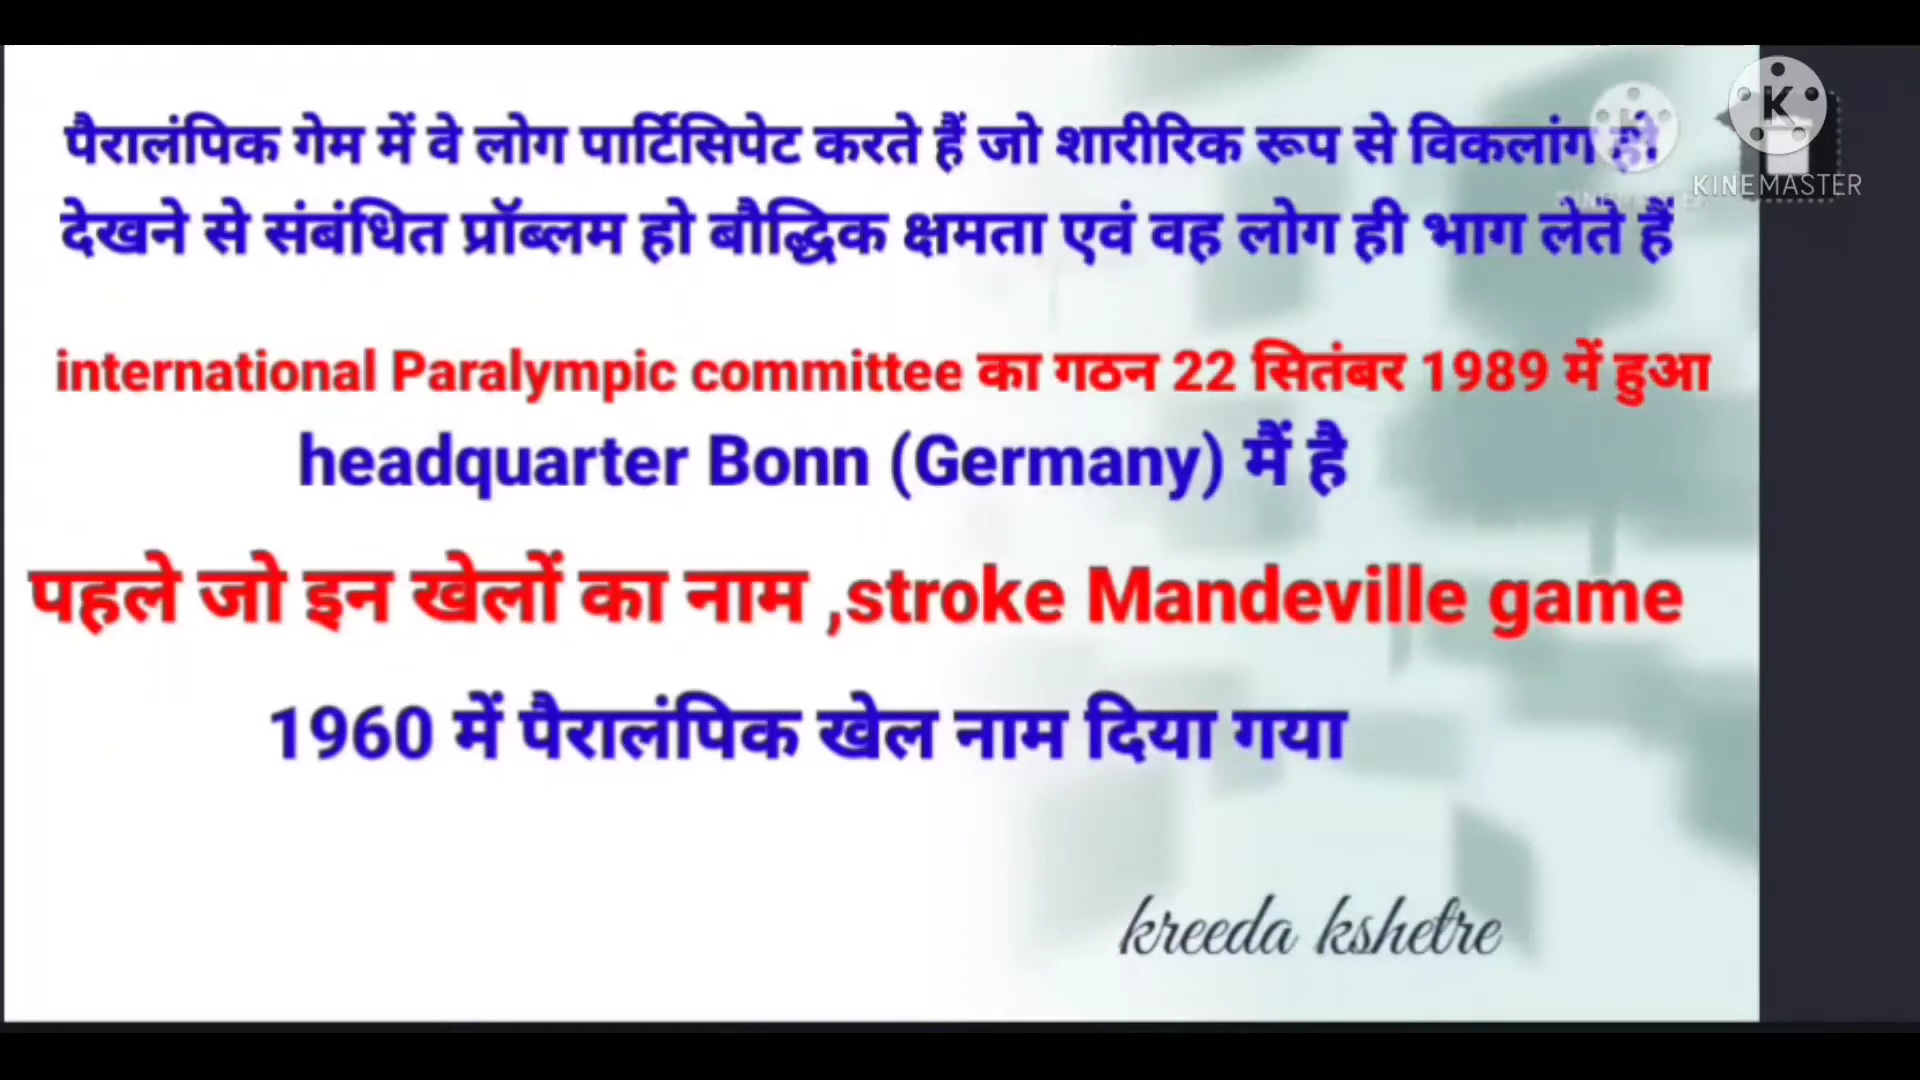 पैरालंपिक गेम में वे लोग पार्टिसिपेट करते हैं जो शारीरिक रूप से विकलांग हो
देखने से संबंधित प्रॉब्लम हो बौद्धिक क्षमता एवं वह लोग ही भाग लेते हैं
international Paralympic committee का गठन 22 सितंबर 1989 में हुआ
headquarter Bonn (Germany) मैं है
पहले जो इन खेलों का नाम ,stroke Mandeville game
1960 में पैरालंपिक खेल नाम दिया गया
kreeda kshetre
K
KINEMASTER